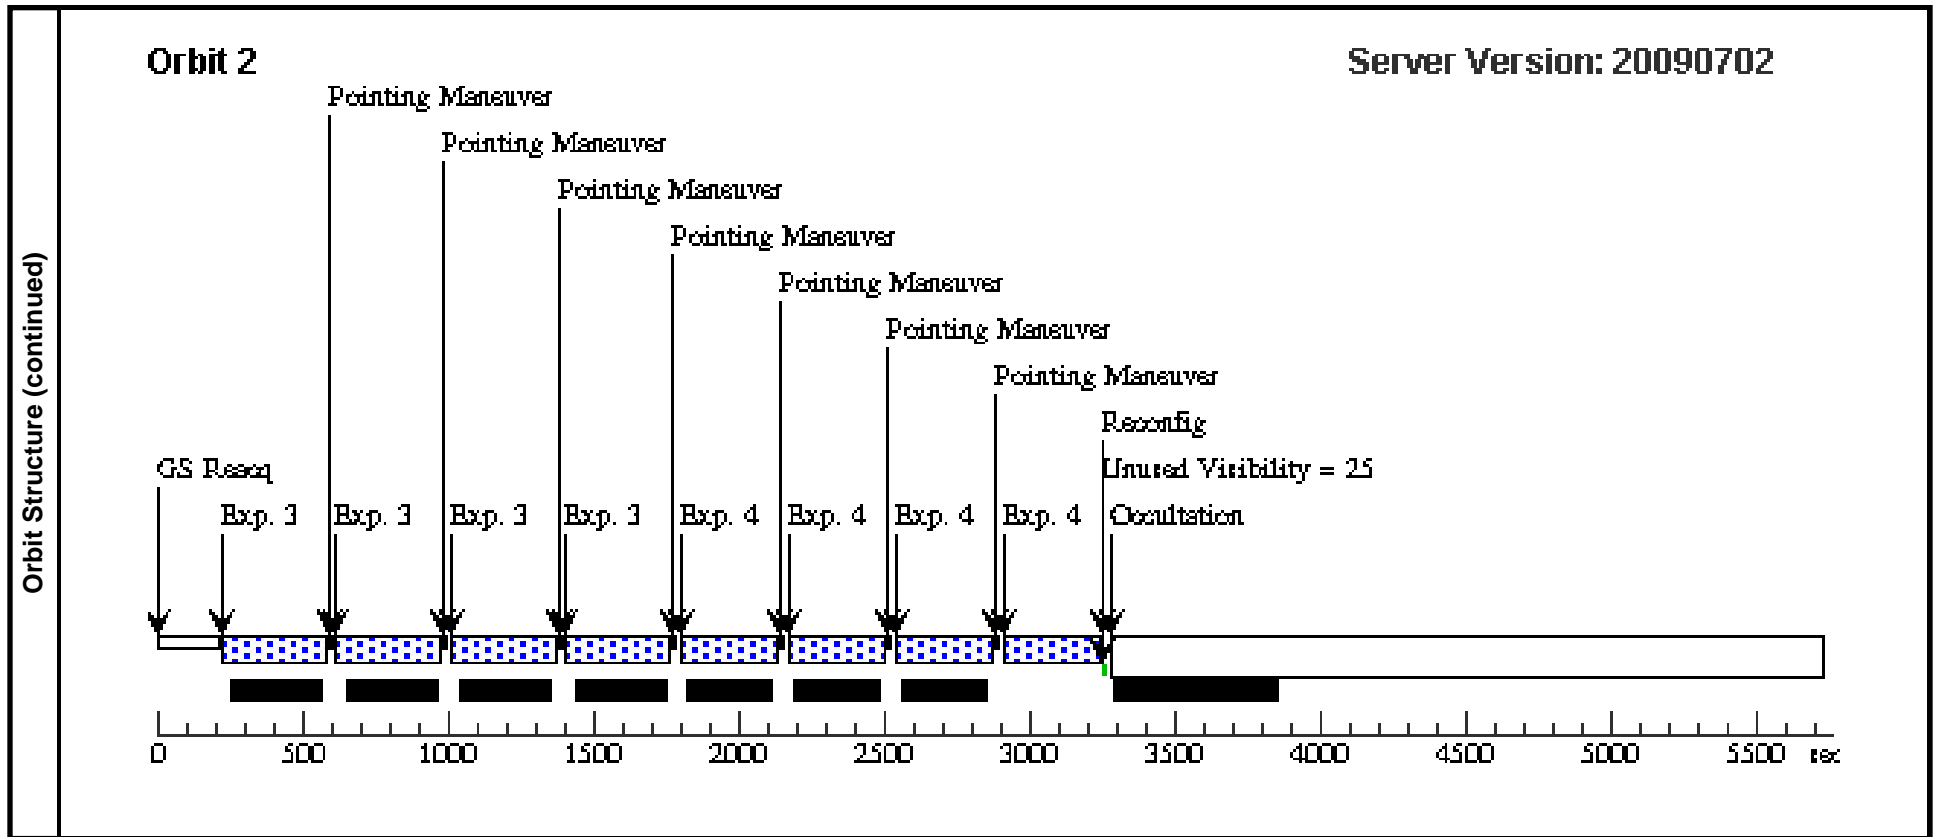 Orbit Structure (continued)
Orbit 2
Server Version: 20090702
Pointing Maneuver
Pointing Maneuver
Pointing Maneuver
Pointing Maneuver
Pointing Maneuver
Pointing Maneuver
Pointing Maneuver
Reconfig
GS Reacq
Unused Visibility = 25
Exp. 3
Exp. 3
Exp. 3
Exp. 3
Exp. 4
Exp. 4
Exp. 4
Exp. 4
Occultation
0 500 1000 1500 2000 2500 3000 3500 4000 4500 5000 5500 sec